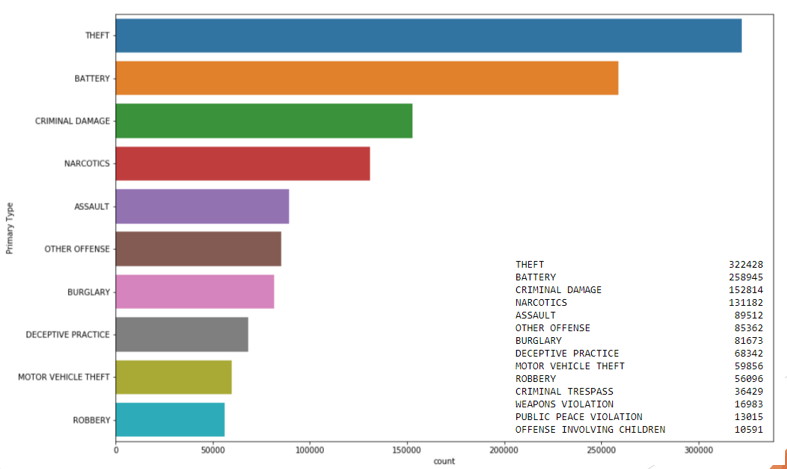 Primary Type
THEFT
BATTERY
CRIMINAL DAMAGE
NARCOTICS
ASSAULT
OTHER OFFENSE
BURGLARY
DECEPTIVE PRACTICE
MOTOR VEHICLE THEFT
ROBBERY
0 50000 100000 150000 200000 250000 300000
count
THEFT 322428
BATTERY 258945
CRIMINAL DAMAGE 152814
NARCOTICS 131182
ASSAULT 89512
OTHER OFFENSE 85362
BURGLARY 81673
DECEPTIVE PRACTICE 68342
MOTOR VEHICLE THEFT 59856
ROBBERY 56096
CRIMINAL TRESPASS 36429
WEAPONS VIOLATION 16983
PUBLIC PEACE VIOLATION 13015
OFFENSE INVOLVING CHILDREN 10591